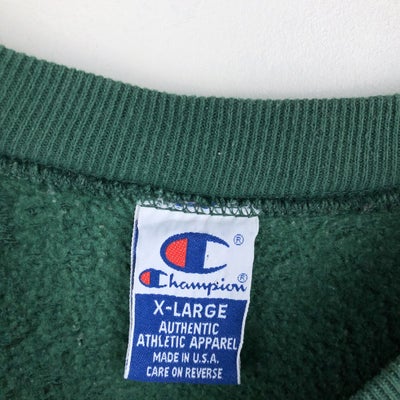 ®
Champion®
X-LARGE
AUTHENTIC
ATHLETIC APPAREL
MADE IN U.S.A.
CARE ON REVERSE